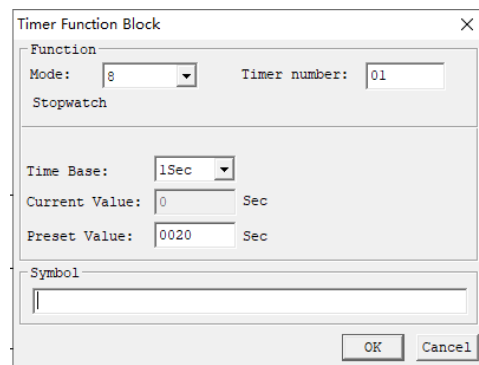 Timer Function Block
Function
Mode: 8 Timer number: 01
Stopwatch
Time Base: 1Sec
Current Value: 0 Sec
Preset Value: 0020 Sec
Symbol
OK Cancel